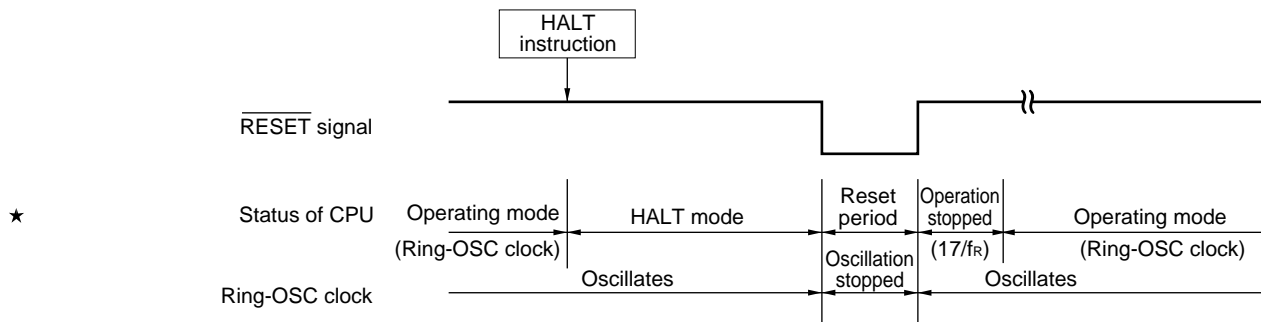 HALT
instruction
RESET signal
★ Status of CPU
Operating mode
(Ring-OSC clock)
HALT mode
Reset
period
Operation
stopped
(17/fR)
Operating mode
(Ring-OSC clock)
Ring-OSC clock
Oscillates
Oscillation
stopped
Oscillates